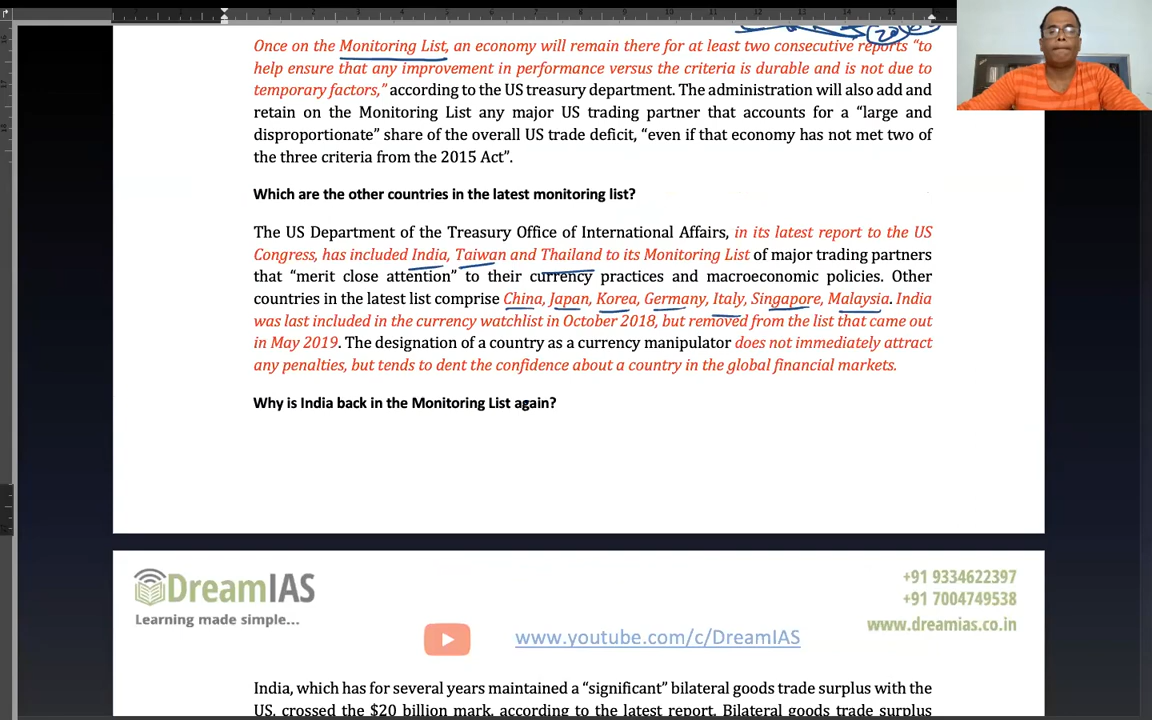 Once on the Monitoring List, an economy will remain there for at least two consecutive reports “to
help ensure that any improvement in performance versus the criteria is durable and is not due to
temporary factors,” according to the US treasury department. The administration will also add and
retain on the Monitoring List any major US trading partner that accounts for a “large and
disproportionate” share of the overall US trade deficit, “even if that economy has not met two of
the three criteria from the 2015 Act”.
Which are the other countries in the latest monitoring list?
The US Department of the Treasury Office of International Affairs, in its latest report to the US
Congress, has included India, Taiwan and Thailand to its Monitoring List of major trading partners
that “merit close attention” to their currency practices and macroeconomic policies. Other
countries in the latest list comprise China, Japan, Korea, Germany, Italy, Singapore, Malaysia. India
was last included in the currency watchlist in October 2018, but removed from the list that came out
in May 2019. The designation of a country as a currency manipulator does not immediately attract
any penalties, but tends to dent the confidence about a country in the global financial markets.
Why is India back in the Monitoring List again?
DreamIAS
Learning made simple...
+91 9334622397
+91 7004749538
www.dreamias.co.in
www.youtube.com/c/DreamIAS
India, which has for several years maintained a “significant” bilateral goods trade surplus with the
US, crossed the $20 billion mark, according to the latest report. Bilateral goods trade surplus